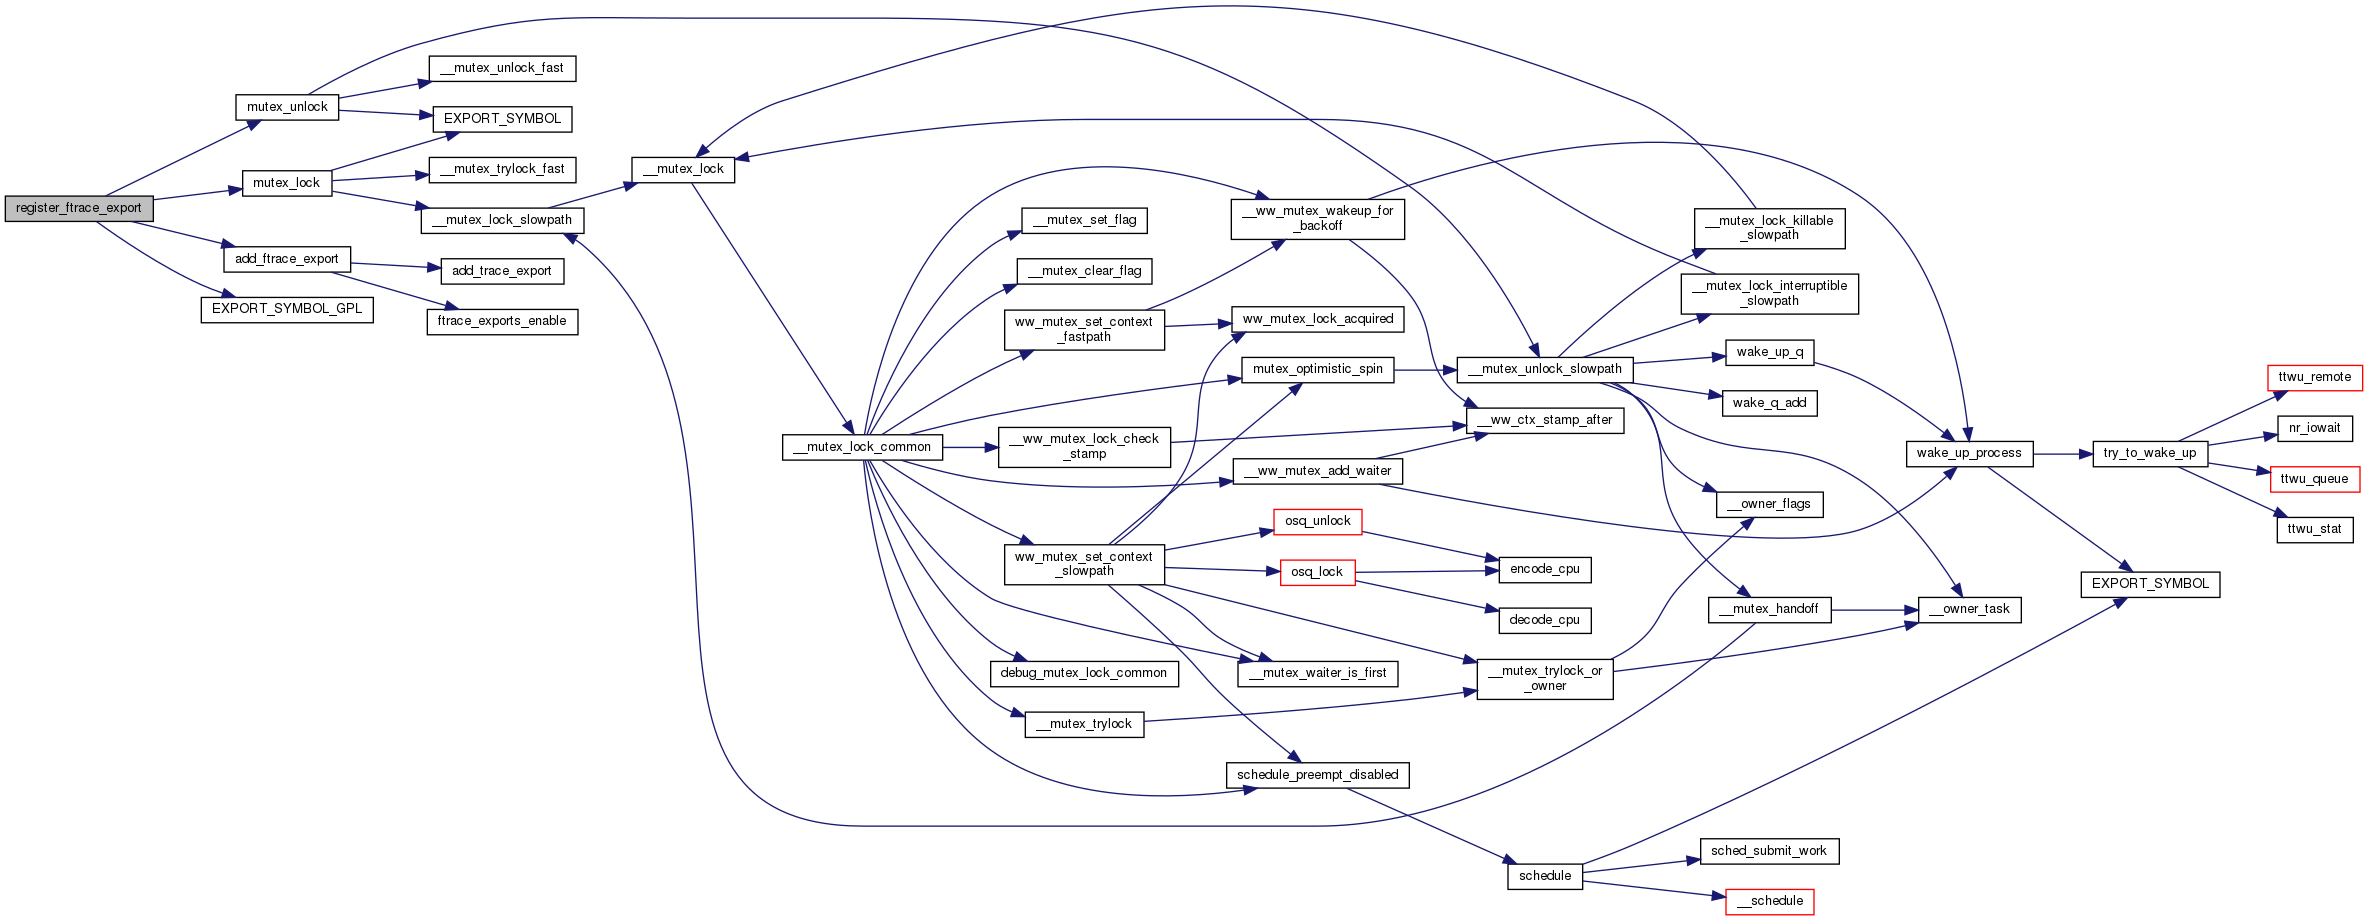 register_ftrace_export
mutex_unlock
mutex_lock
add_ftrace_export
EXPORT_SYMBOL_GPL
__mutex_unlock_fast
EXPORT_SYMBOL
__mutex_trylock_fast
__mutex_lock_slowpath
add_trace_export
ftrace_exports_enable
__mutex_lock
__mutex_lock_common
__mutex_set_flag
__mutex_clear_flag
ww_mutex_set_context
_fastpath
__ww_mutex_lock_check
_stamp
ww_mutex_set_context
_slowpath
debug_mutex_lock_common
__mutex_trylock
__ww_mutex_wakeup_for
_backoff
ww_mutex_lock_acquired
mutex_optimistic_spin
__ww_mutex_add_waiter
osq_unlock
osq_lock
__mutex_waiter_is_first
schedule_preempt_disabled
__mutex_unlock_slowpath
__ww_ctx_stamp_after
encode_cpu
decode_cpu
__mutex_trylock_or
_owner
schedule
__mutex_lock_killable
_slowpath
__mutex_lock_interruptible
_slowpath
wake_up_q
wake_q_add
__owner_flags
__mutex_handoff
sched_submit_work
__schedule
wake_up_process
__owner_task
try_to_wake_up
EXPORT_SYMBOL
ttwu_remote
nr_iowait
ttwu_queue
ttwu_stat